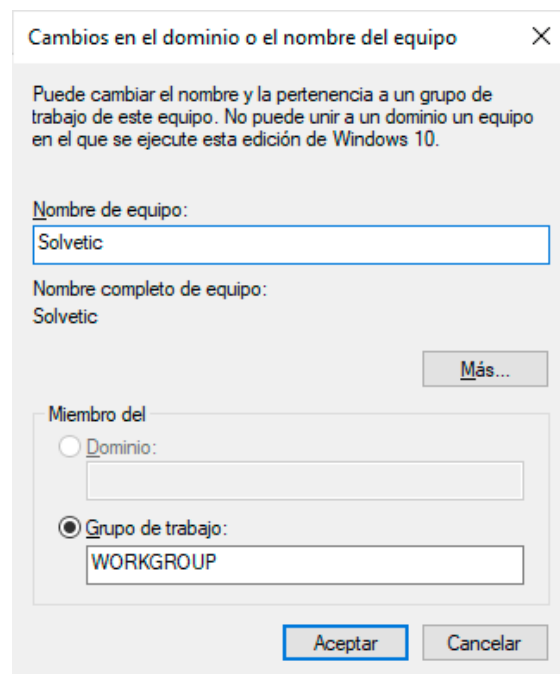 Cambios en el dominio o el nombre del equipo
Puede cambiar el nombre y la pertenencia a un grupo de
trabajo de este equipo. No puede unir a un dominio un equipo
en el que se ejecute esta edición de Windows 10.
Nombre de equipo:
Solvetic
Nombre completo de equipo:
Solvetic
Más...
Miembro del
Dominio:
Grupo de trabajo:
WORKGROUP
Aceptar Cancelar